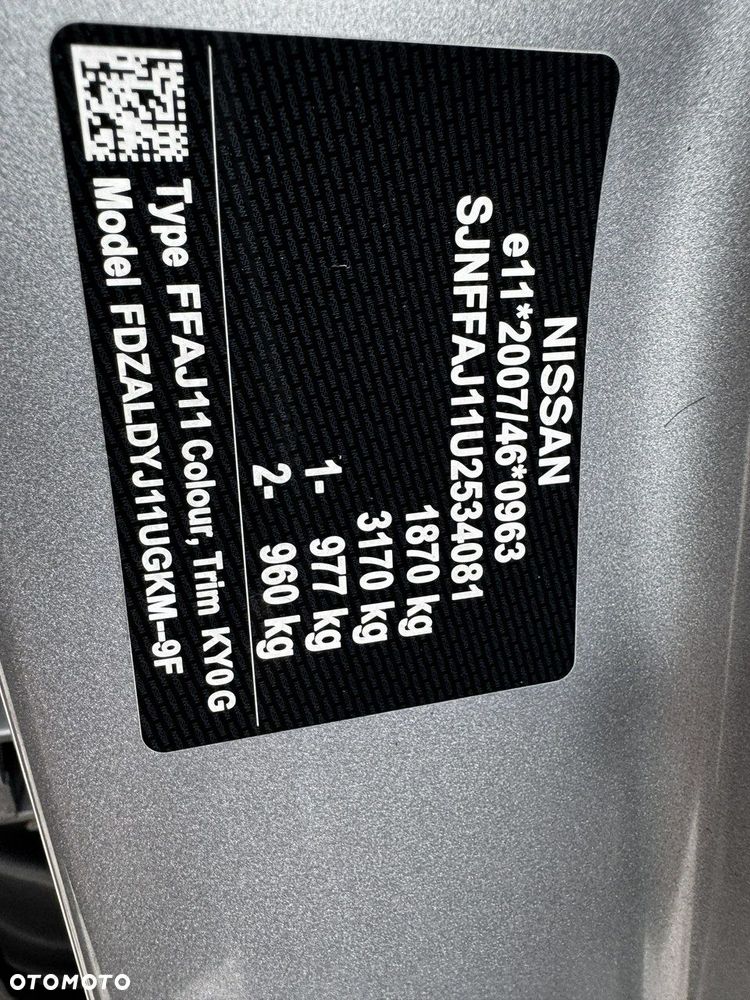 NISSAN
e11*2007/46*0963
SJNFFAJ11U2534081
1870 kg
3170 kg
1- 977 kg
2- 960 kg
Type FFAJ11 Colour, Trim KY0 G
Model FDZALDYJ11UGKM--9F
OTOMOTO